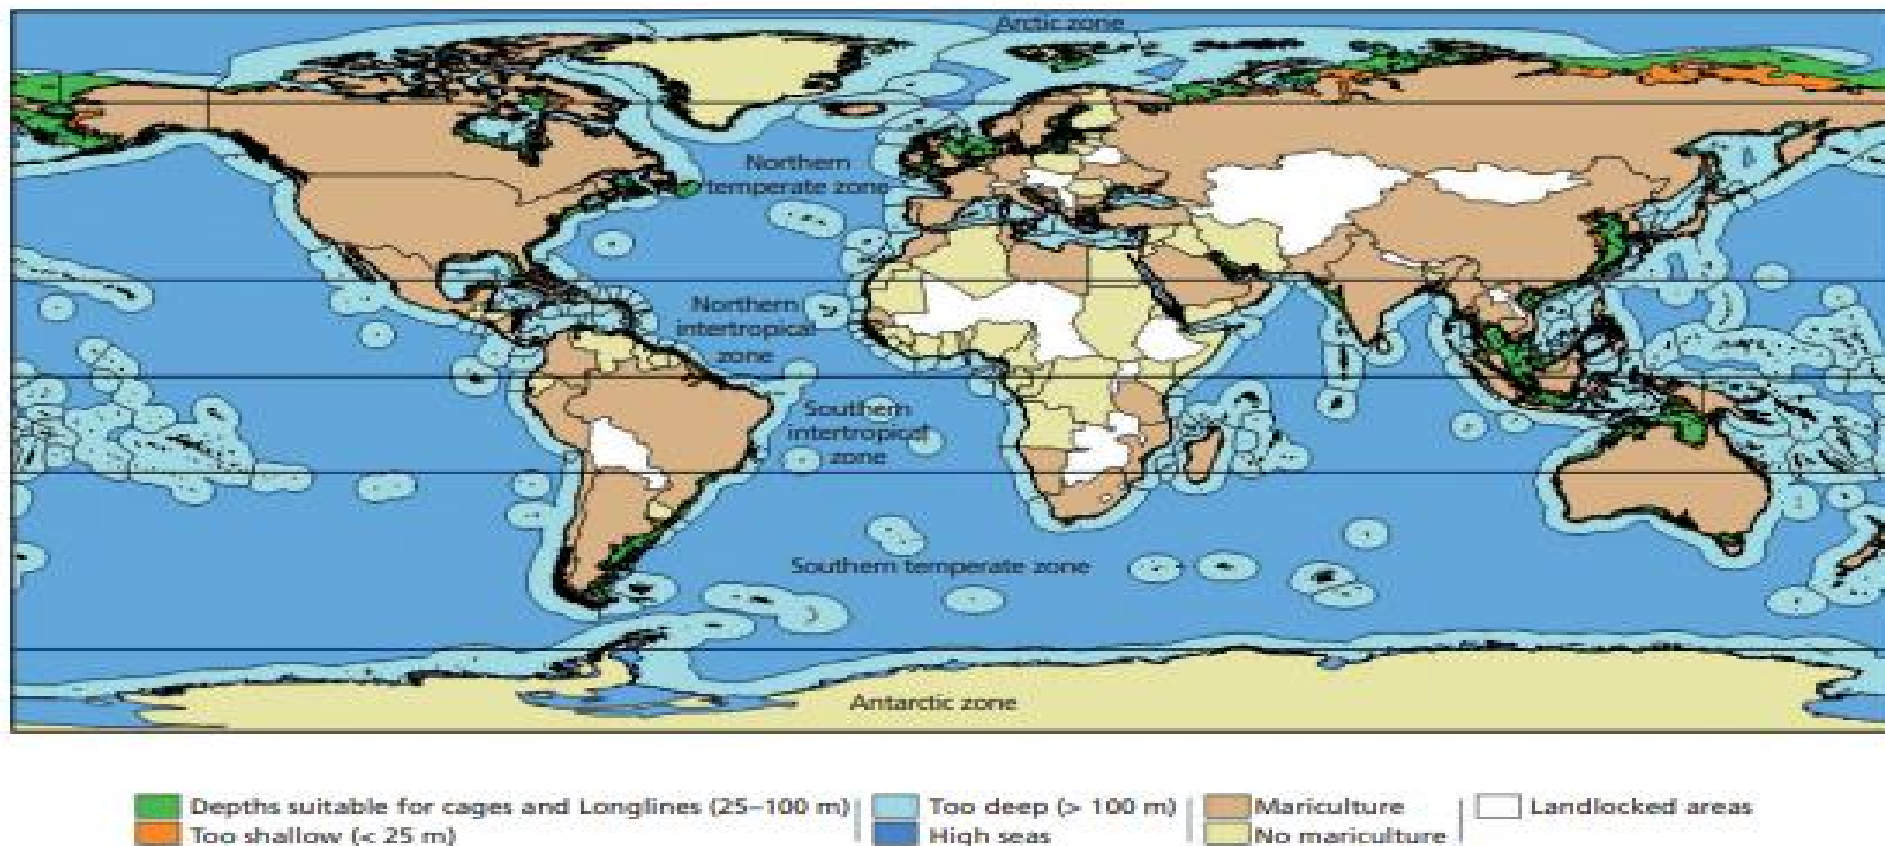 Arctic zone
Northern
temperate zone
Northern
intertropical
zone
Southern
intertropical
zone
Southern temperate zone
Antarctic zone
Depths suitable for cages and Longlines (25–100 m)
Too shallow (< 25 m)
Too deep (> 100 m)
High seas
Mariculture
No mariculture
Landlocked areas